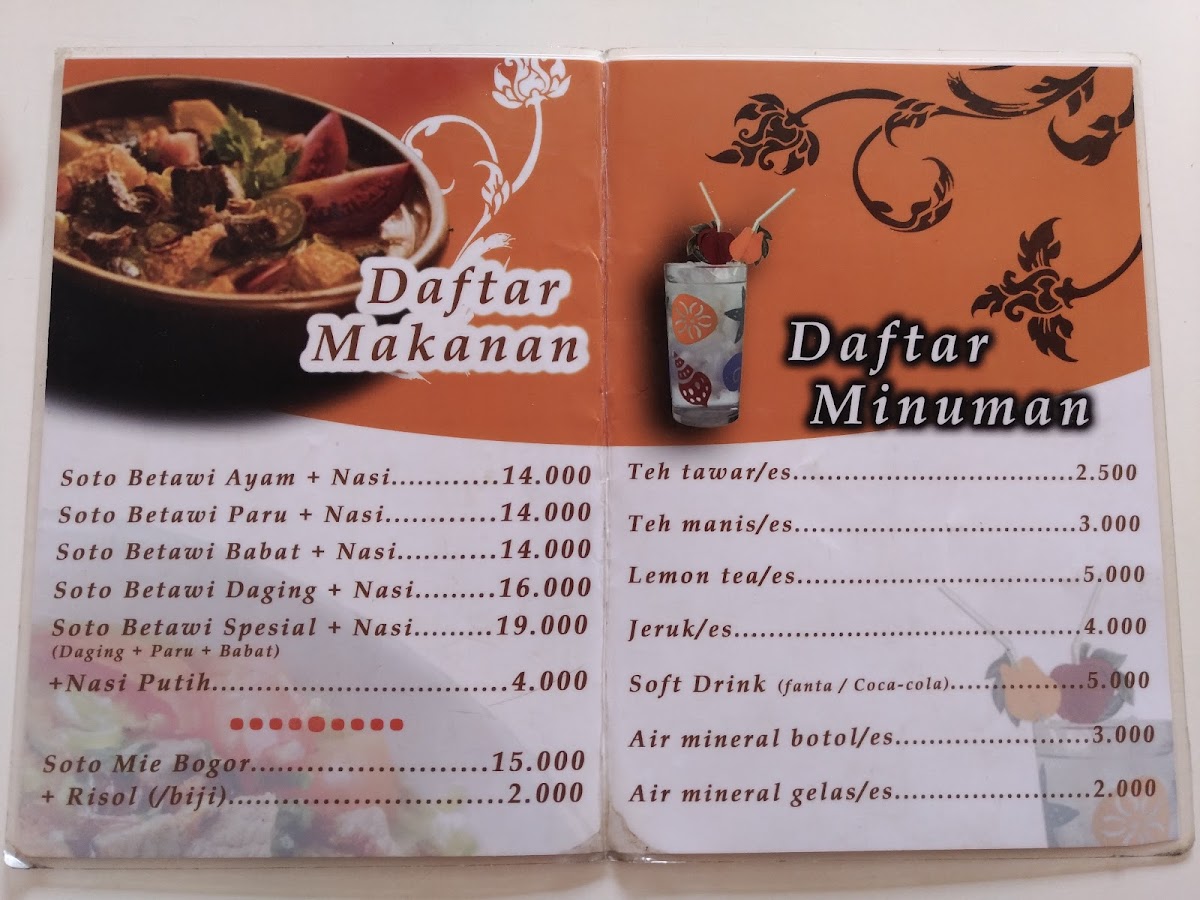 Daftar
Makanan
Soto Betawi Ayam + Nasi............14.000
Soto Betawi Paru + Nasi............14.000
Soto Betawi Babat + Nasi...........14.000
Soto Betawi Daging + Nasi.........16.000
Soto Betawi Spesial + Nasi.........19.000
(Daging + Paru + Babat)
+Nasi Putih.................................4.000
Soto Mie Bogor..........................15.000
+ Risol (/biji)..............................2.000
Daftar
Minuman
Teh tawar/es.................................2.500
Teh manis/es.................................3.000
Lemon tea/es.................................5.000
Jeruk/es.........................................4.000
Soft Drink (fanta / Coca-cola)................5.000
Air mineral botol/es.......................3.000
Air mineral gelas/es.......................2.000